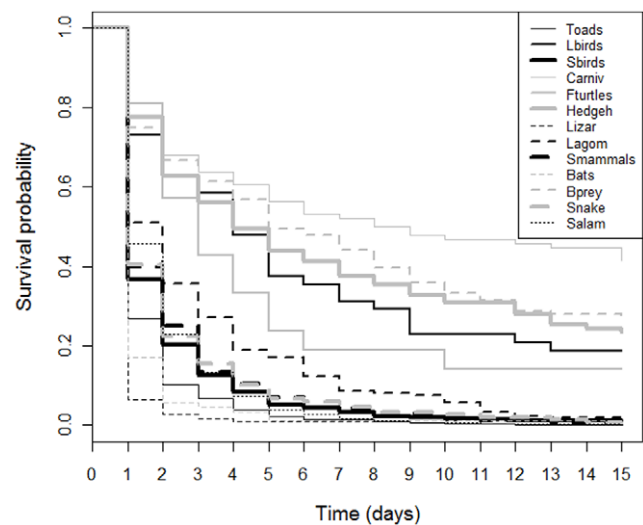 Survival probability
1.0
0.8
0.6
0.4
0.2
0.0
Toads
Lbirds
Sbirds
Carniv
Fturtles
Hedgeh
Lizar
Lagom
Smammals
Bats
Bprey
Snake
Salam
0 1 2 3 4 5 6 7 8 9 10 11 12 13 14 15
Time (days)